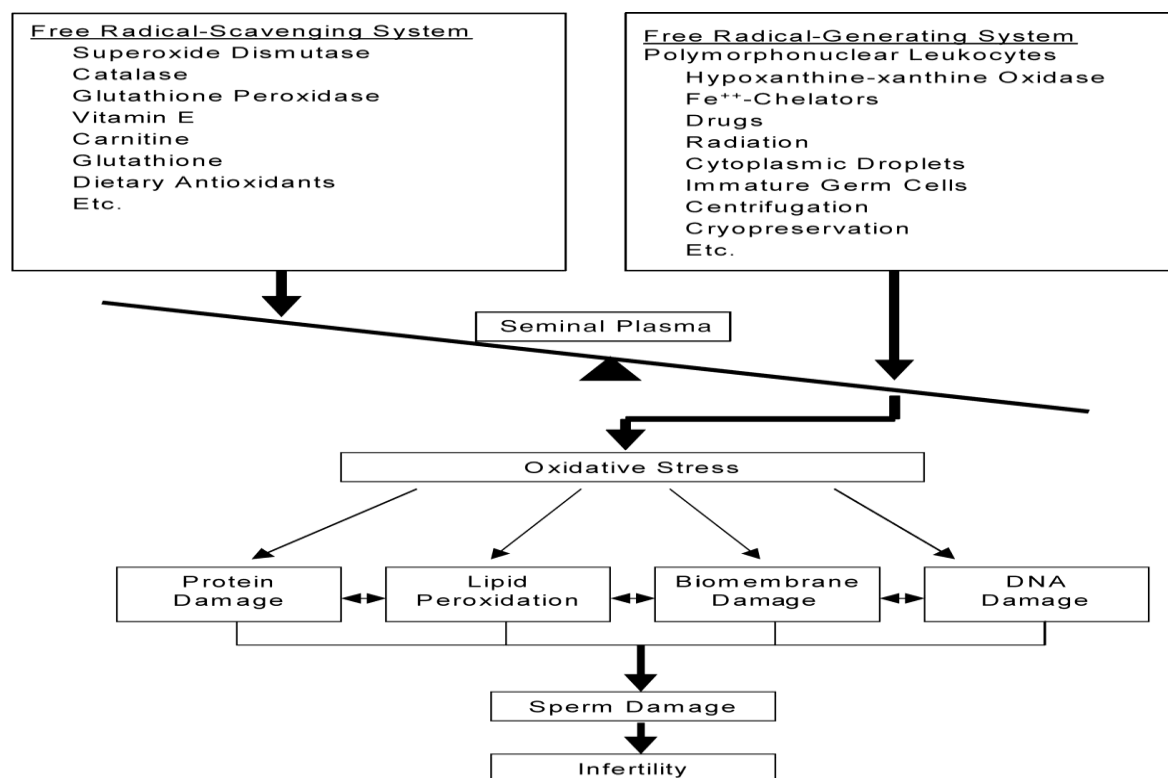 Free Radical-Scavenging System
Superoxide Dismutase
Catalase
Glutathione Peroxidase
Vitamin E
Carnitine
Glutathione
Dietary Antioxidants
Etc.
Free Radical-Generating System
Polymorphonuclear Leukocytes
Hypoxanthine-xanthine Oxidase
Fe⁺⁺-Chelators
Drugs
Radiation
Cytoplasmic Droplets
Immature Germ Cells
Centrifugation
Cryopreservation
Etc.
Seminal Plasma
Oxidative Stress
Protein
Damage
Lipid
Peroxidation
Biomembrane
Damage
DNA
Damage
Sperm Damage
Infertility